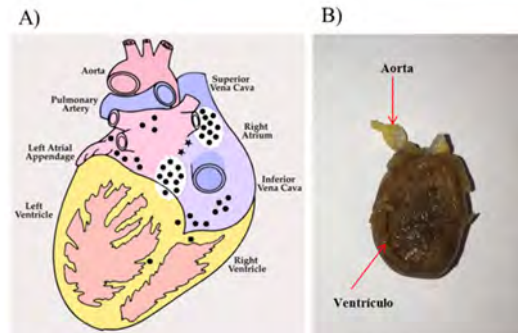 A)
Aorta
Pulmonary
Artery
Left Atrial
Appendage
Left
Ventricle
Superior
Vena Cava
Right
Atrium
Inferior
Vena Cava
Right
Ventricle
B)
Aorta
Ventrículo